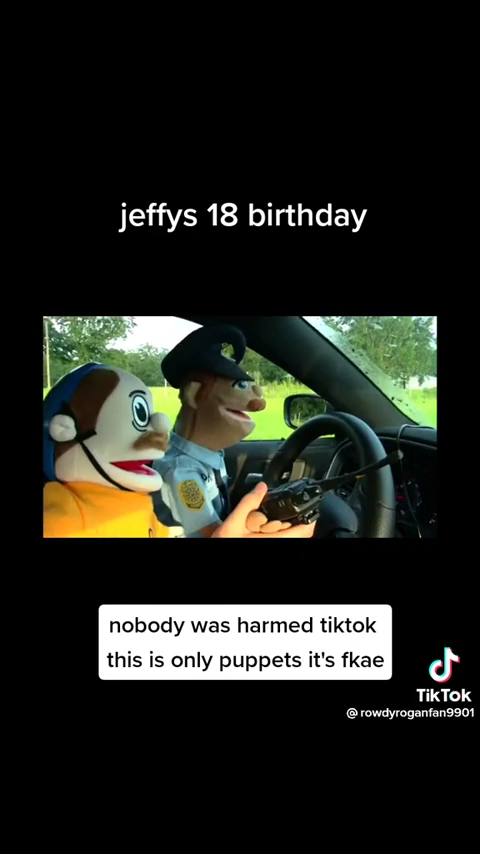 jeffys 18 birthday
nobody was harmed tiktok
this is only puppets it's fkae
TikTok
@rowdyroganfan9901